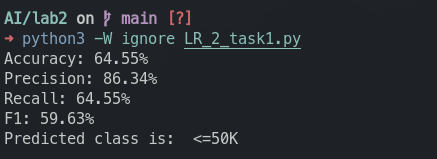 AI/lab2 on  main [?]
→ python3 -W ignore LR_2_task1.py
Accuracy: 64.55%
Precision: 86.34%
Recall: 64.55%
F1: 59.63%
Predicted class is:  <=50K